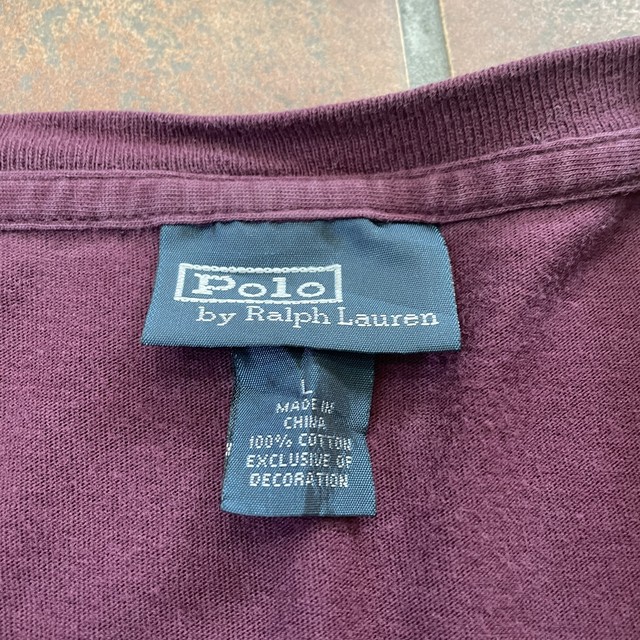 Polo
by Ralph Lauren
L
MADE IN
CHINA
100% COTTON
EXCLUSIVE OF
DECORATION